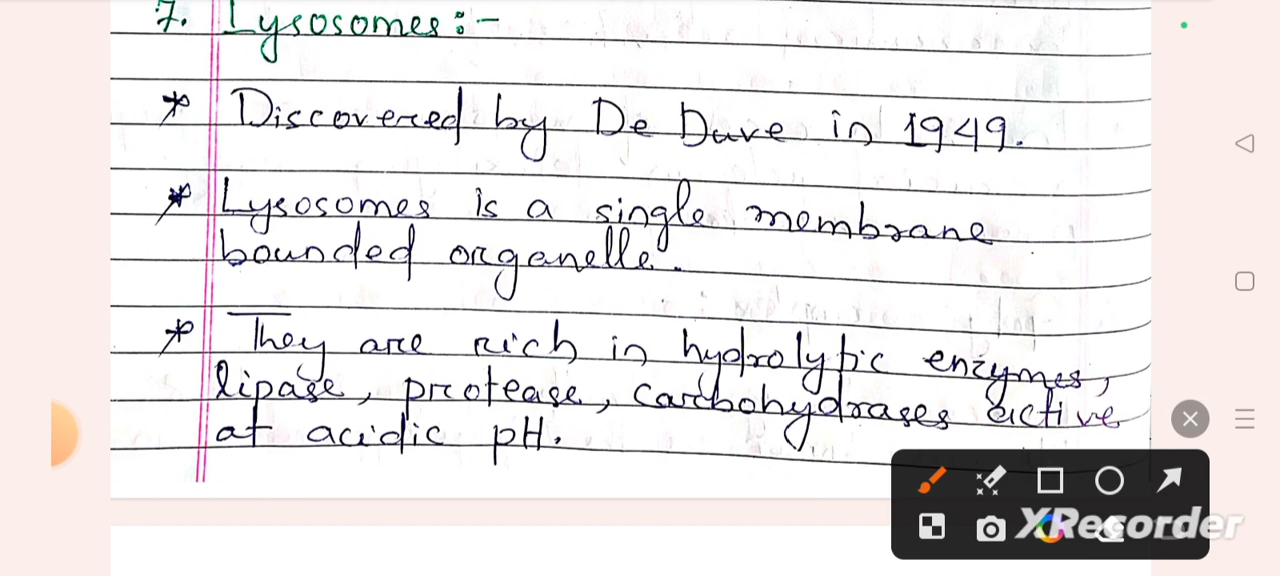 7. Lysosomes:-
* Discovered by De Duve in 1949.
* Lysosomes is a single membrane
bounded organelle.
* They are rich in hydrolytic enzymes,
lipase, protease, carbohydrases active
at acidic pH.
XRecorder